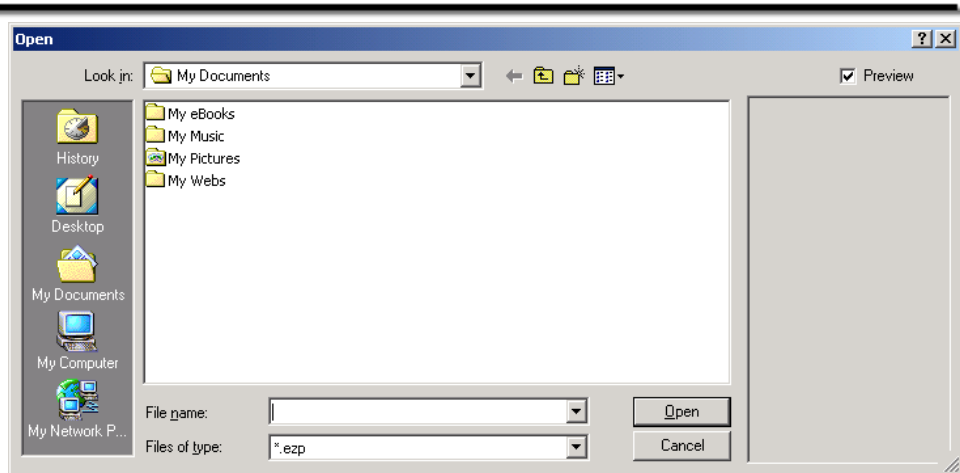 Open
Look in: My Documents
Preview
History
Desktop
My Documents
My Computer
My Network P...
My eBooks
My Music
My Pictures
My Webs
File name:
Open
Files of type: *.ezp
Cancel